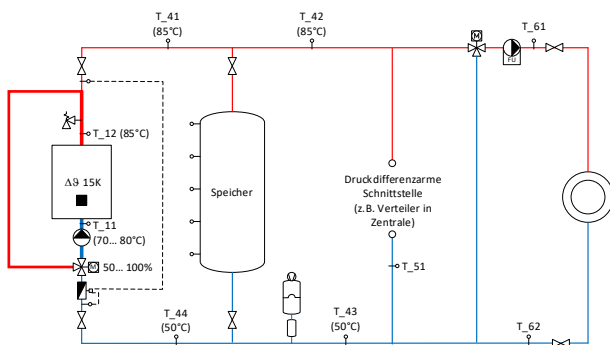 T_41
(85°C)
T_42
(85°C)
M
T_61
FU
T_12 (85°C)
Δϑ 15K
Speicher
Druckdifferenzarme
Schnittstelle
(z.B. Verteiler in
Zentrale)
T_11
(70... 80°C)
M
50... 100%
T_51
T_44
(50°C)
T_43
(50°C)
T_62